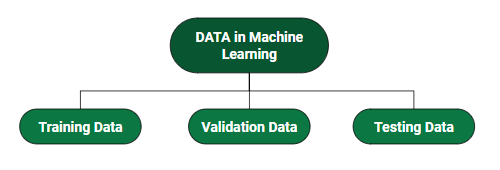 DATA in Machine
Learning
Training Data
Validation Data
Testing Data